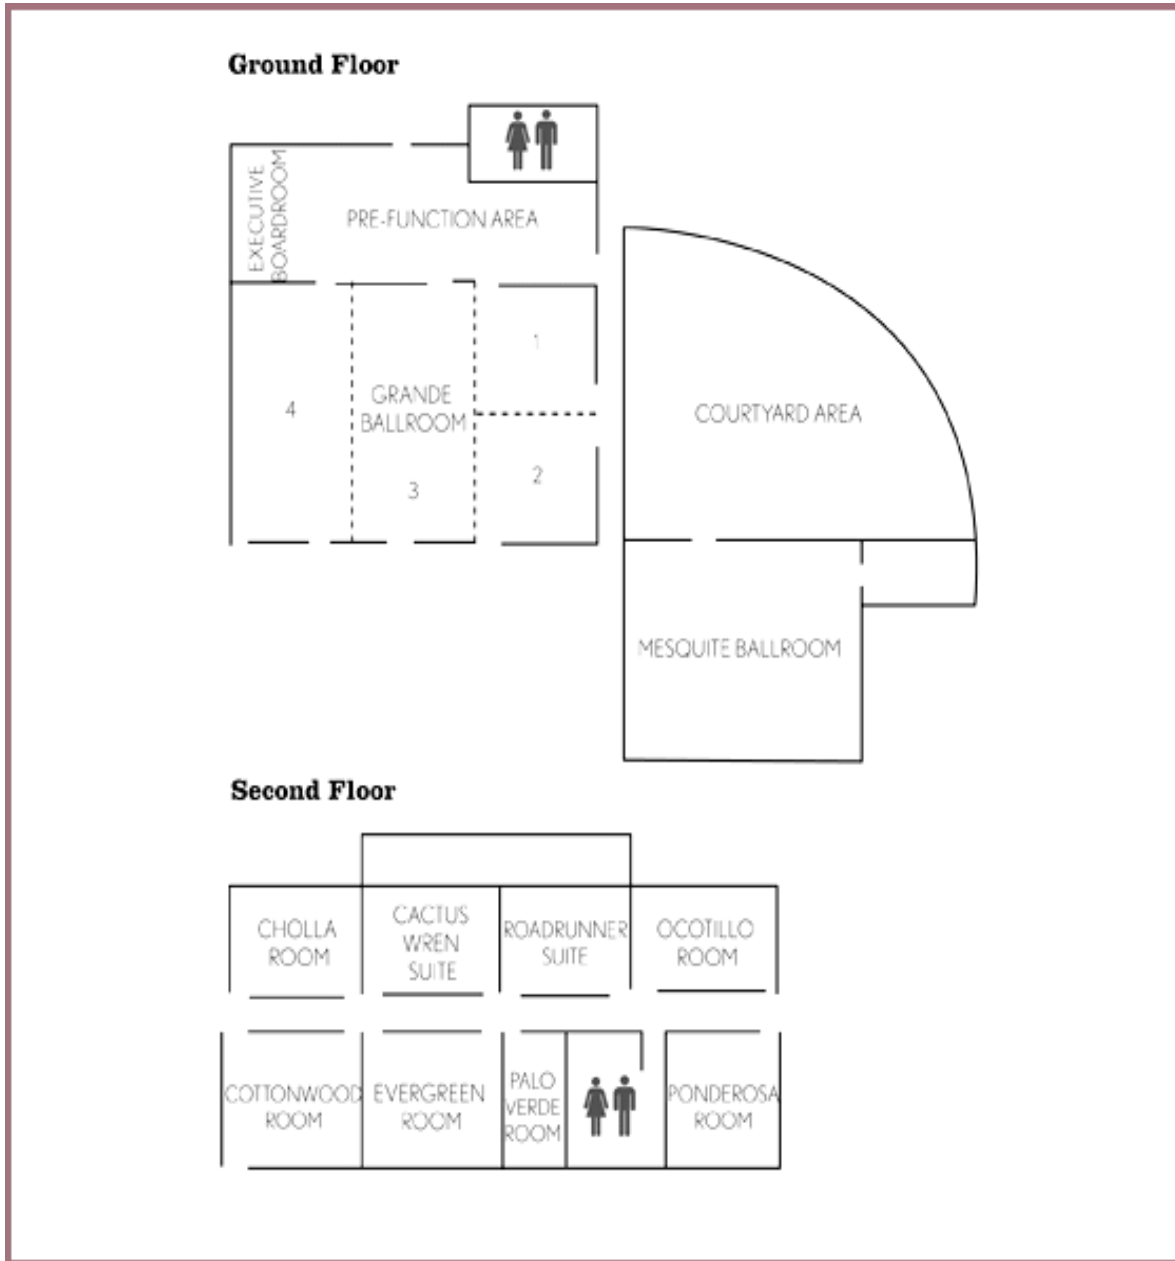 Ground Floor
EXECUTIVE
BOARDROOM
PRE-FUNCTION AREA
1
GRANDE
BALLROOM
4
2
3
COURTYARD AREA
MESQUITE BALLROOM
Second Floor
CHOLLA
ROOM
CACTUS
WREN
SUITE
ROADRUNNER
SUITE
OCOTILLO
ROOM
COTTONWOOD
ROOM
EVERGREEN
ROOM
PALO
VERDE
ROOM
PONDEROSA
ROOM